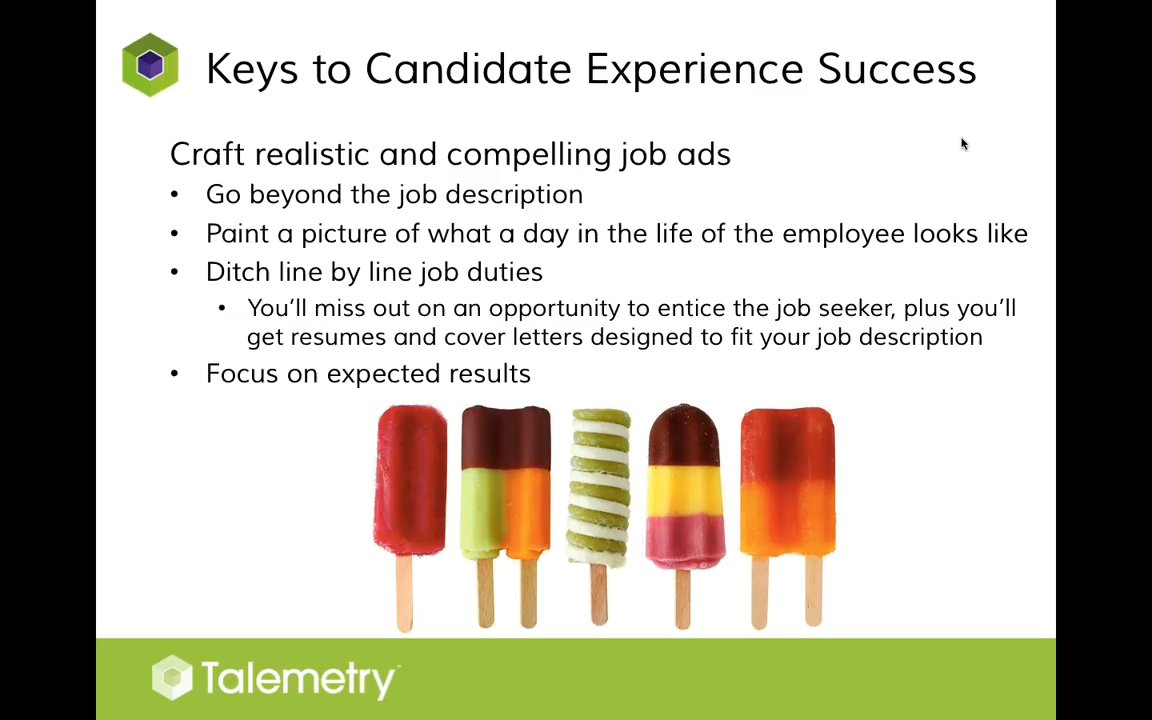 Keys to Candidate Experience Success
Craft realistic and compelling job ads
• Go beyond the job description
• Paint a picture of what a day in the life of the employee looks like
• Ditch line by line job duties
• You’ll miss out on an opportunity to entice the job seeker, plus you’ll
get resumes and cover letters designed to fit your job description
• Focus on expected results
Talemetry™